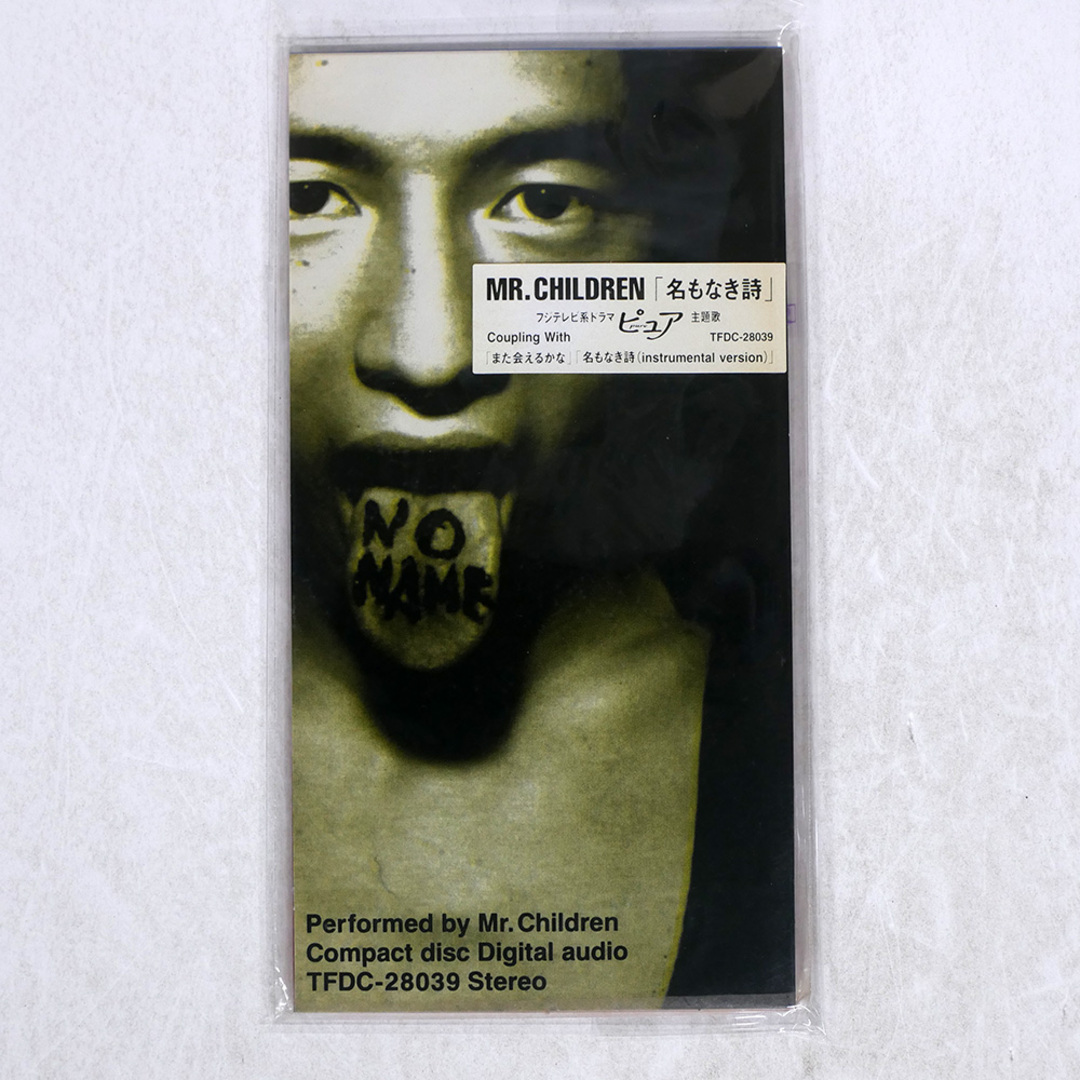 MR.CHILDREN「名もなき詩」
フジテレビ系ドラマ ピュア pure 主題歌
Coupling With TFDC-28039
「また会えるかな」「名もなき詩(instrumental version)」
NO
NAME
Performed by Mr.Children
Compact disc Digital audio
TFDC-28039 Stereo